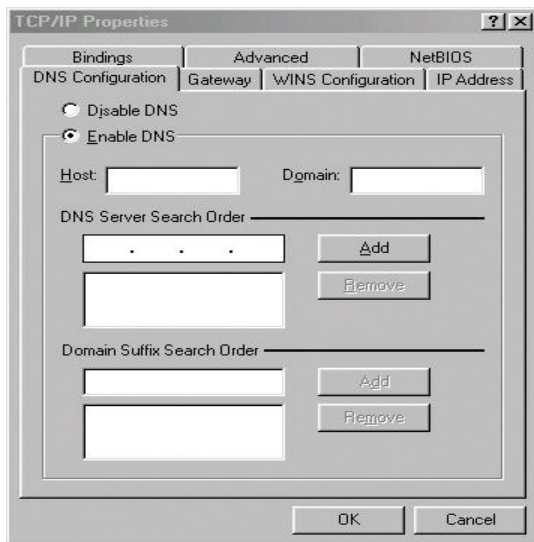 TCP/IP Properties
Bindings Advanced NetBIOS
DNS Configuration Gateway WINS Configuration IP Address
Disable DNS
Enable DNS
Host: Domain:
DNS Server Search Order
. . .
Add
Remove
Domain Suffix Search Order
Add
Remove
OK Cancel